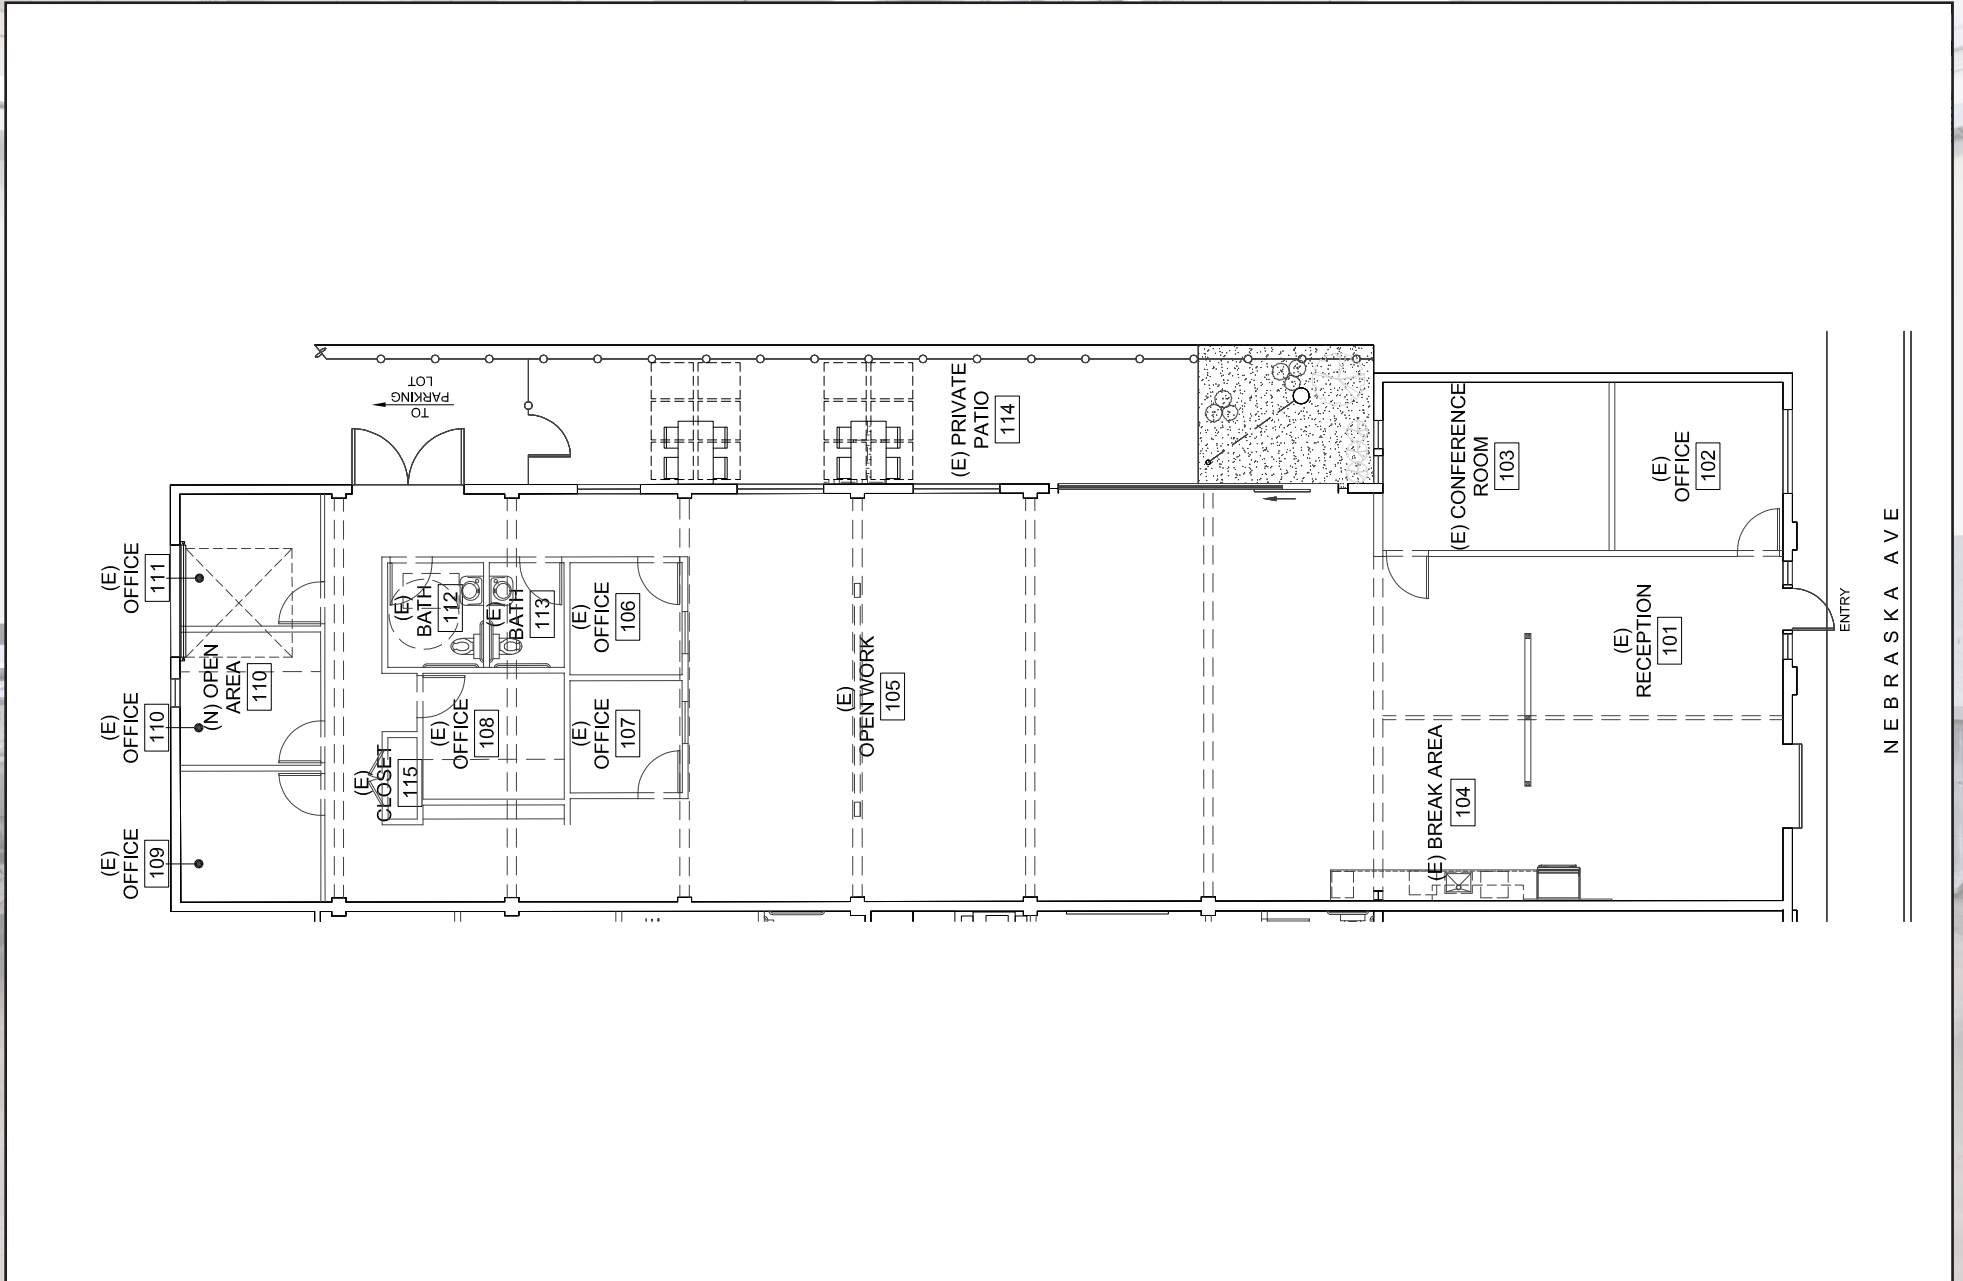 (E)
OFFICE
111
(E)
OFFICE
110
(E)
OFFICE
109
(N) OPEN
AREA
110
(E)
CLOSET
115
(E)
BATH
112
(E)
BATH
113
(E)
OFFICE
108
(E)
OFFICE
106
(E)
OFFICE
107
TO
PARKING
LOT
(E)
OPEN WORK
105
(E) PRIVATE
PATIO
114
(E) CONFERENCE
ROOM
103
(E)
OFFICE
102
(E)
RECEPTION
101
(E) BREAK AREA
104
ENTRY
NEBRASKA AVE